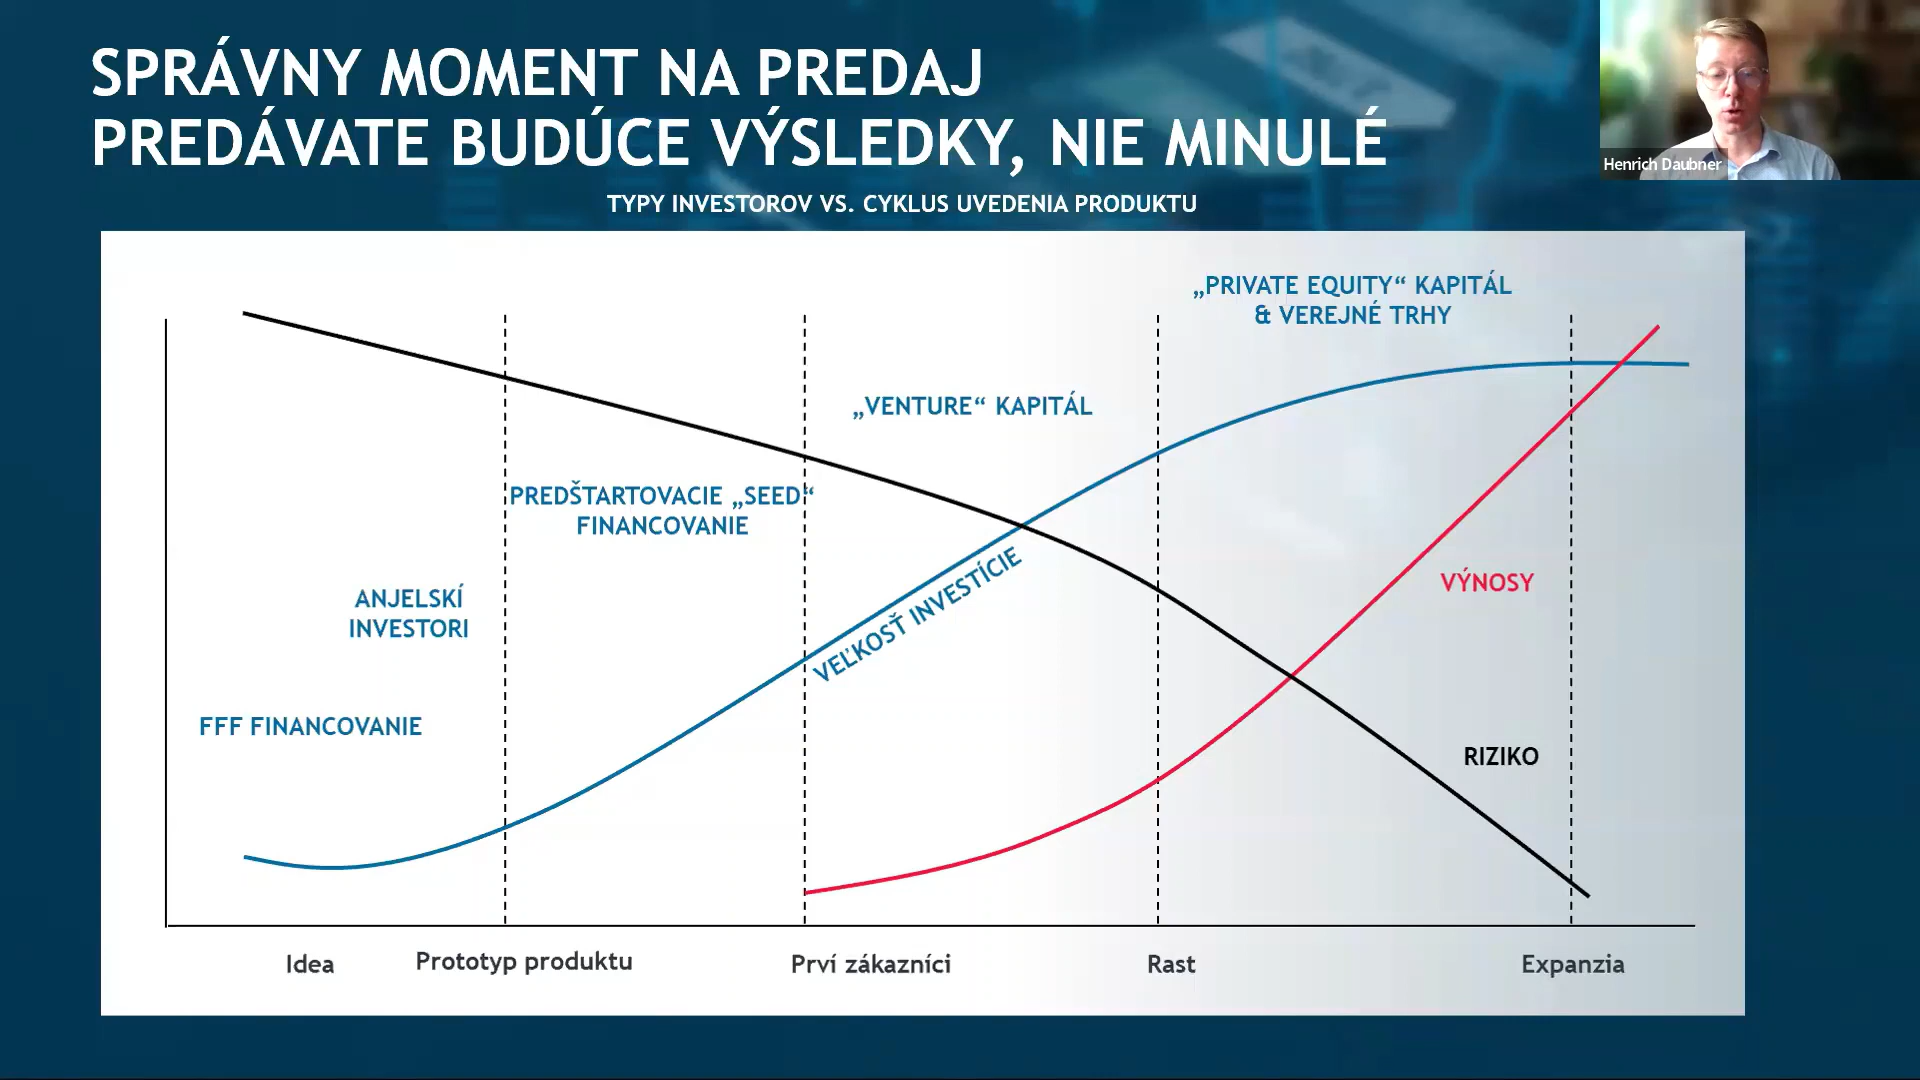 SPRÁVNY MOMENT NA PREDAJ
PREDÁVATE BUDÚCE VÝSLEDKY, NIE MINULÉ
Henrich Daubner
TYPY INVESTOROV VS. CYKLUS UVEDENIA PRODUKTU
„PRIVATE EQUITY“ KAPITÁL
& VEREJNÉ TRHY
„VENTURE“ KAPITÁL
PREDŠTARTOVACIE „SEED“
FINANCOVANIE
ANJELSKÍ
INVESTORI
VEĽKOSŤ INVESTÍCIE
VÝNOSY
FFF FINANCOVANIE
RIZIKO
Idea
Prototyp produktu
Prví zákazníci
Rast
Expanzia